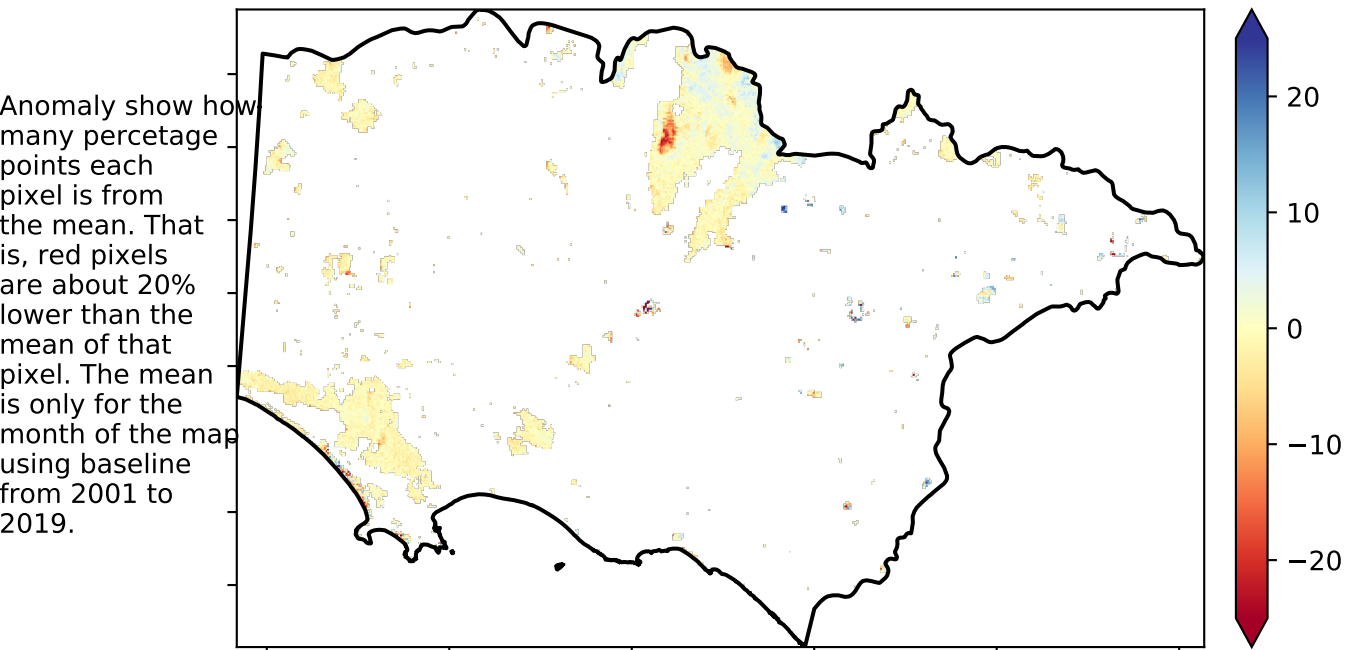 Anomaly show how
many percetage
points each
pixel is from
the mean. That
is, red pixels
are about 20%
lower than the
mean of that
pixel. The mean
is only for the
month of the map
using baseline
from 2001 to
2019.
20
10
0
−10
−20